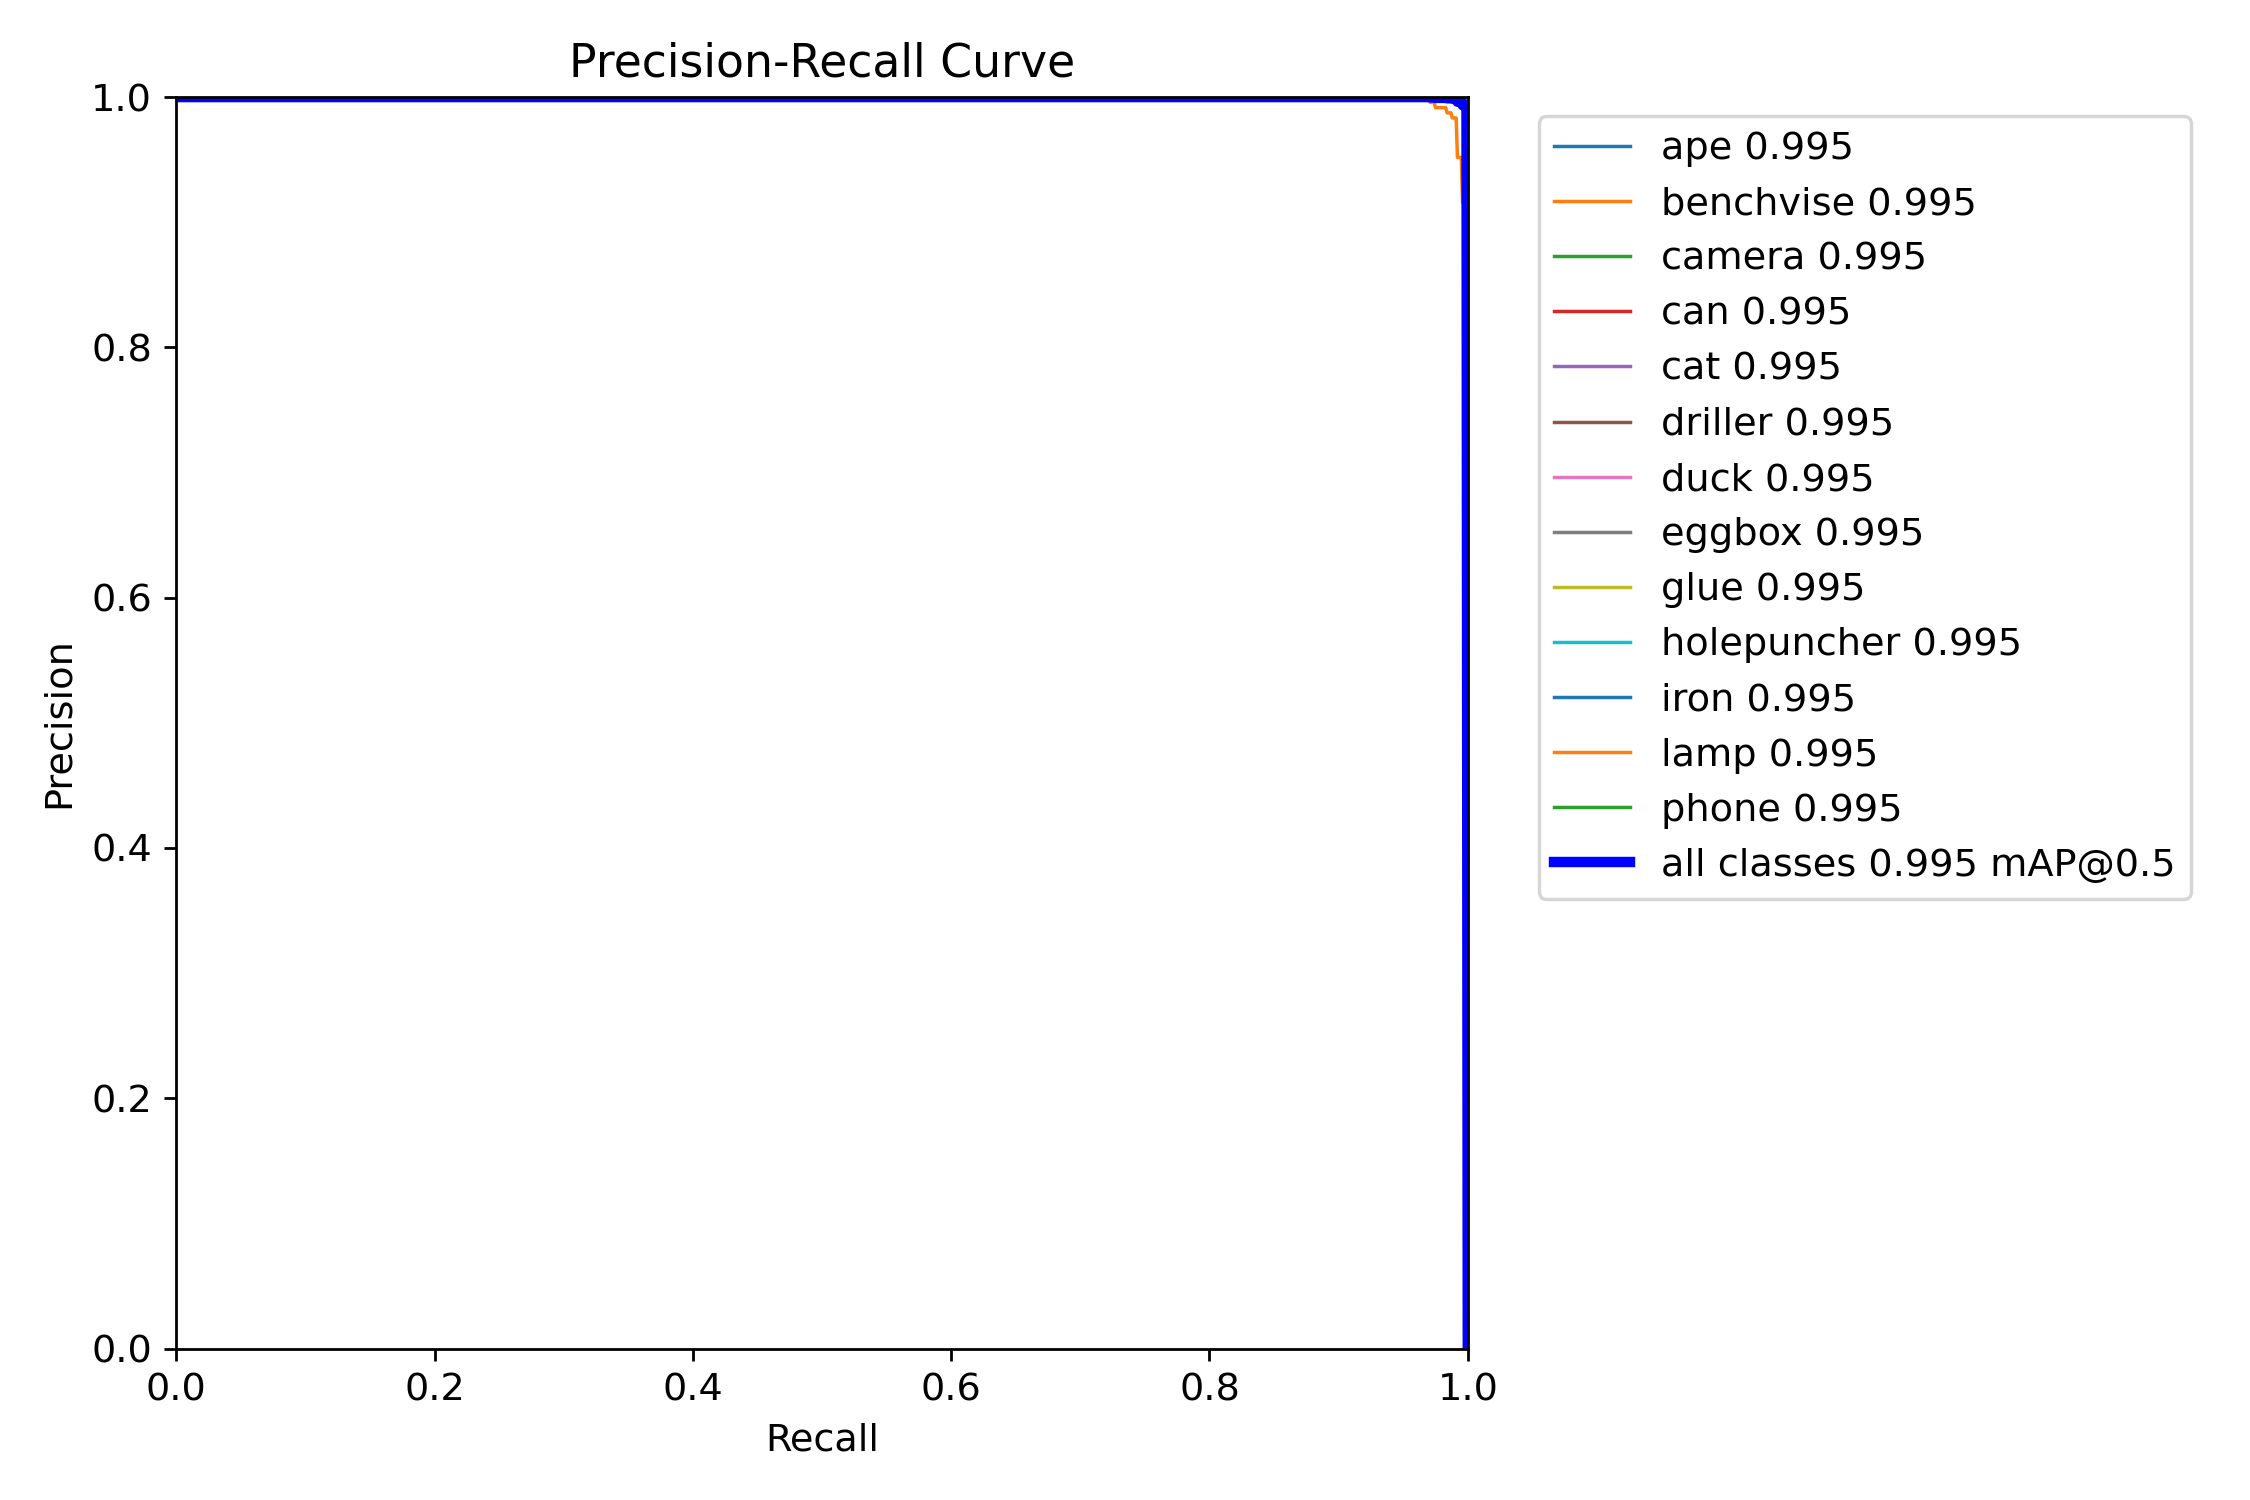 Precision-Recall Curve
1.0
0.8
0.6
0.4
0.2
0.0
Precision
0.0 0.2 0.4 0.6 0.8 1.0
Recall
ape 0.995
benchvise 0.995
camera 0.995
can 0.995
cat 0.995
driller 0.995
duck 0.995
eggbox 0.995
glue 0.995
holepuncher 0.995
iron 0.995
lamp 0.995
phone 0.995
all classes 0.995 mAP@0.5